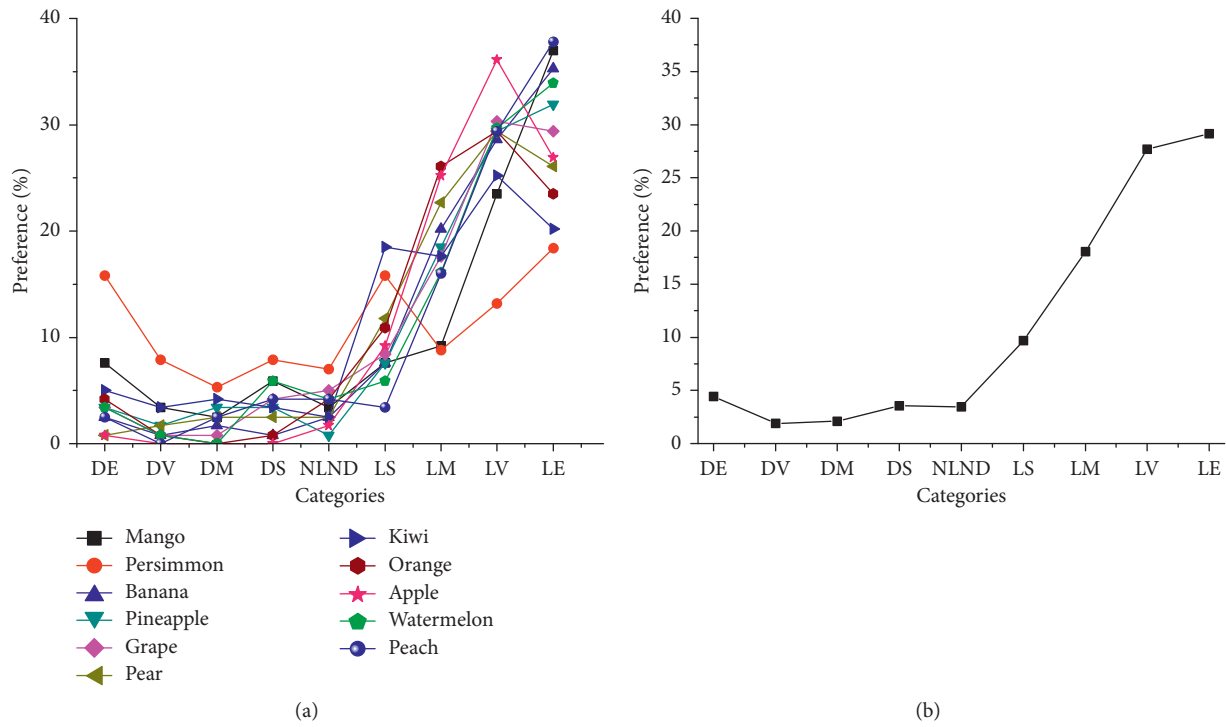 40
30
20
10
0
Preference (%)
DE DV DM DS NLND LS LM LV LE
Categories
Mango
Persimmon
Banana
Pineapple
Grape
Pear
Kiwi
Orange
Apple
Watermelon
Peach
(a)
40
35
30
25
20
15
10
5
0
Preference (%)
DE DV DM DS NLND LS LM LV LE
Categories
(b)